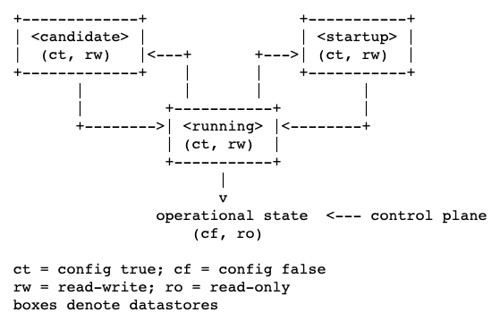 <candidate> <startup>
(ct, rw) (ct, rw)
<running>
(ct, rw)
operational state <--- control plane
(cf, ro)
ct = config true; cf = config false
rw = read-write; ro = read-only
boxes denote datastores